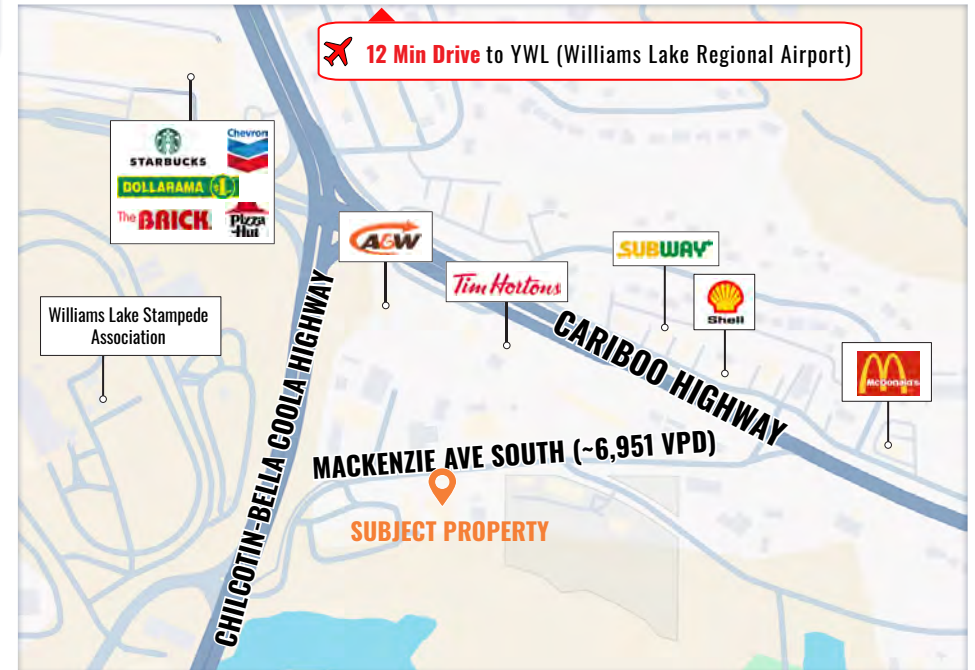 12 Min Drive to YWL (Williams Lake Regional Airport)
STARBUCKS
Chevron
DOLLARAMA
The BRICK
Pizza
Hut
A&W
Tim Hortons
SUBWAY
Shell
McDonald's
Williams Lake Stampede
Association
CHILCOTIN-BELLA COOLA HIGHWAY
CARIBOO HIGHWAY
MACKENZIE AVE SOUTH (~6,951 VPD)
SUBJECT PROPERTY